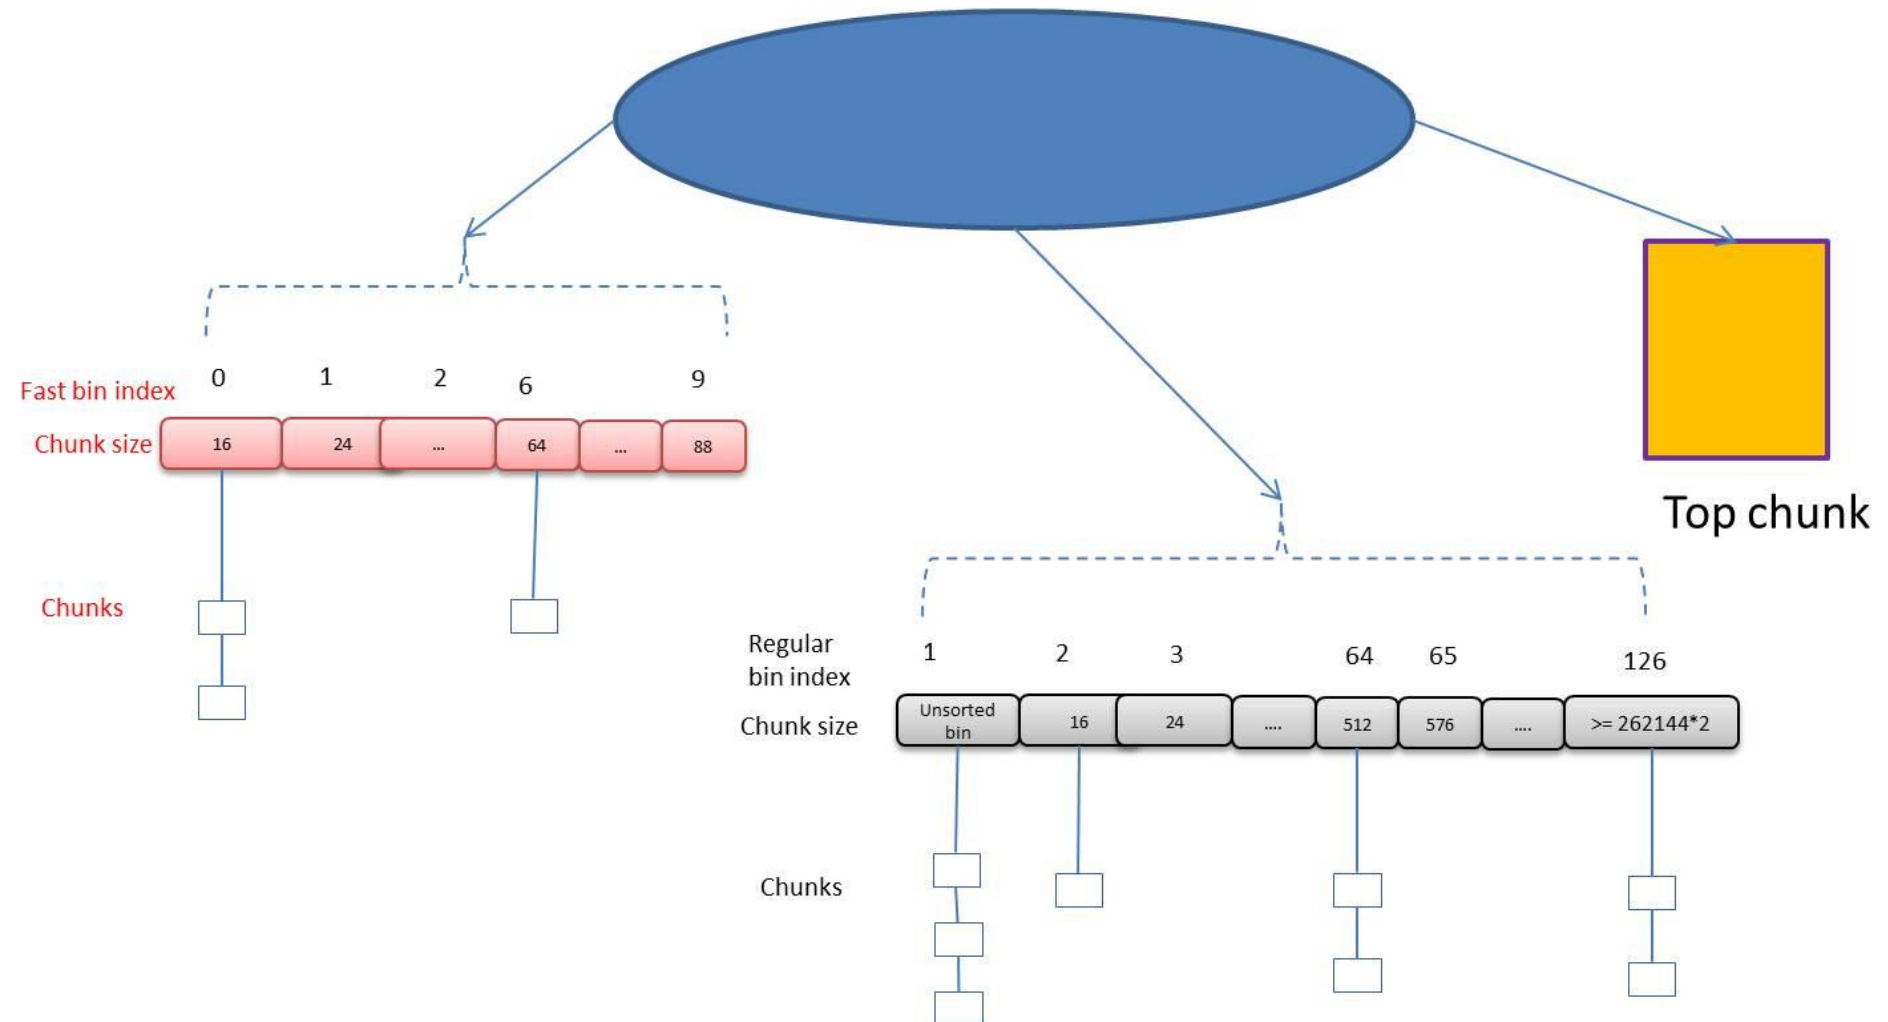 Fast bin index 0 1 2 6 9
Chunk size 16 24 ... 64 ... 88
Chunks
Top chunk
Regular
bin index 1 2 3 64 65 126
Chunk size Unsorted
bin 16 24 .... 512 576 .... >= 262144*2
Chunks